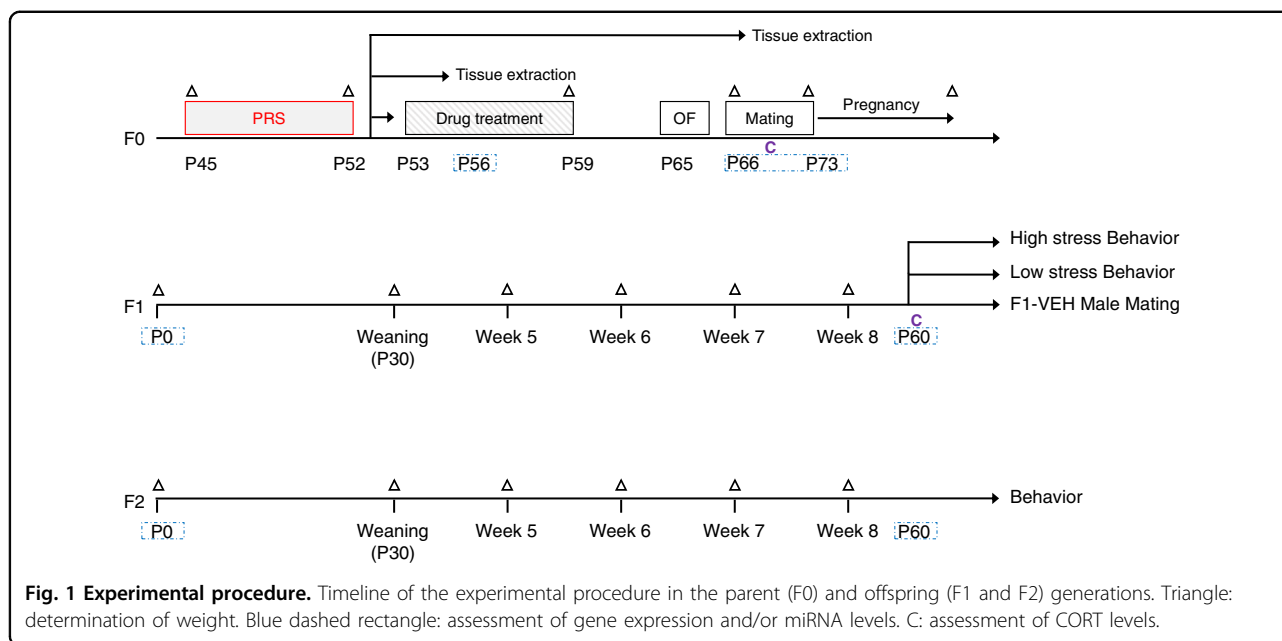 Tissue extraction
Tissue extraction
PRS
Drug treatment
OF
Mating
Pregnancy
F0
C
P45
P52
P53
P56
P59
P65
P66
P73
High stress Behavior
Low stress Behavior
F1
F1-VEH Male Mating
C
P0
Weaning
(P30)
Week 5
Week 6
Week 7
Week 8
P60
F2
Behavior
P0
Weaning
(P30)
Week 5
Week 6
Week 7
Week 8
P60
Fig. 1 Experimental procedure. Timeline of the experimental procedure in the parent (F0) and offspring (F1 and F2) generations. Triangle:
determination of weight. Blue dashed rectangle: assessment of gene expression and/or miRNA levels. C: assessment of CORT levels.